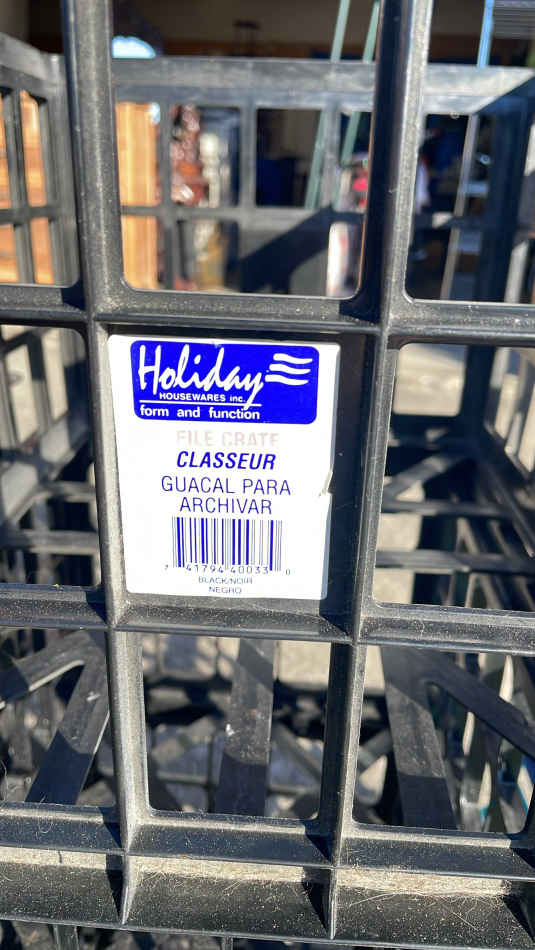 Holiday
HOUSEWARES inc.
form and function
FILE CRATE
CLASSEUR
GUACAL PARA
ARCHIVAR
7 41794 40033 0
BLACK/NOIR
NEGRO